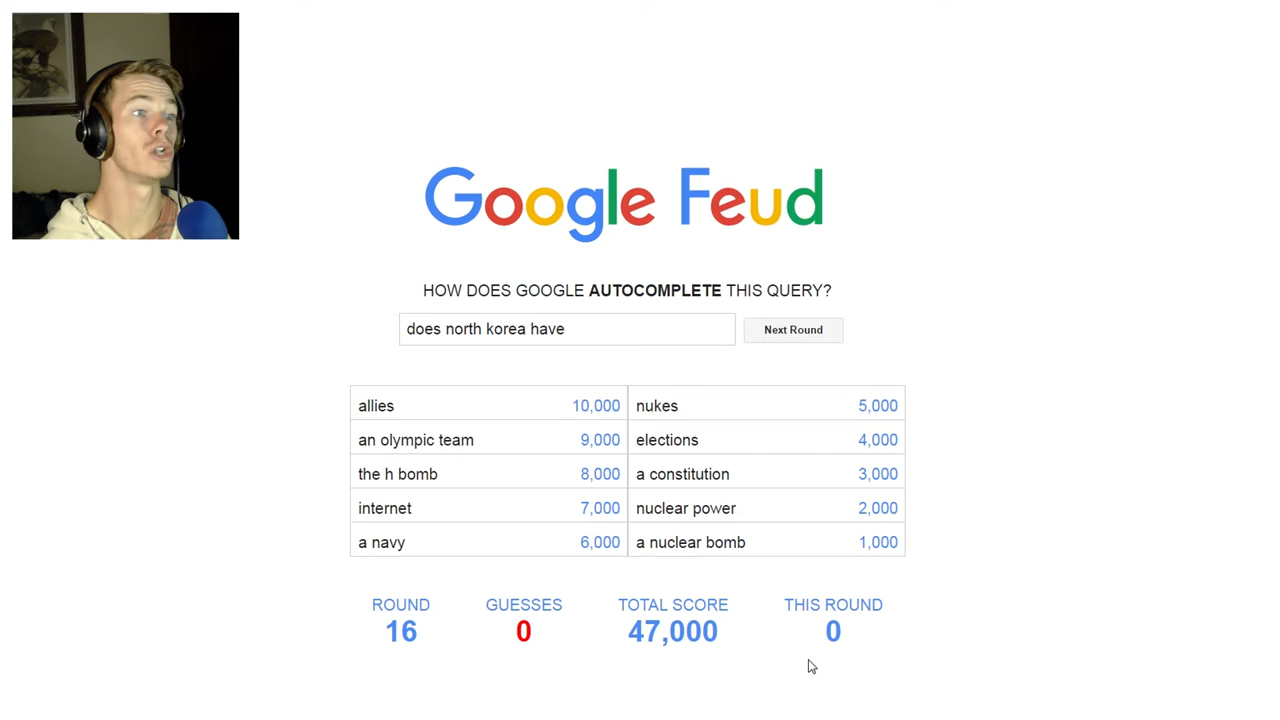 Google Feud
HOW DOES GOOGLE AUTOCOMPLETE THIS QUERY?
does north korea have
Next Round
allies 10,000 nukes 5,000
an olympic team 9,000 elections 4,000
the h bomb 8,000 a constitution 3,000
internet 7,000 nuclear power 2,000
a navy 6,000 a nuclear bomb 1,000
ROUND GUESSES TOTAL SCORE THIS ROUND
16 0 47,000 0